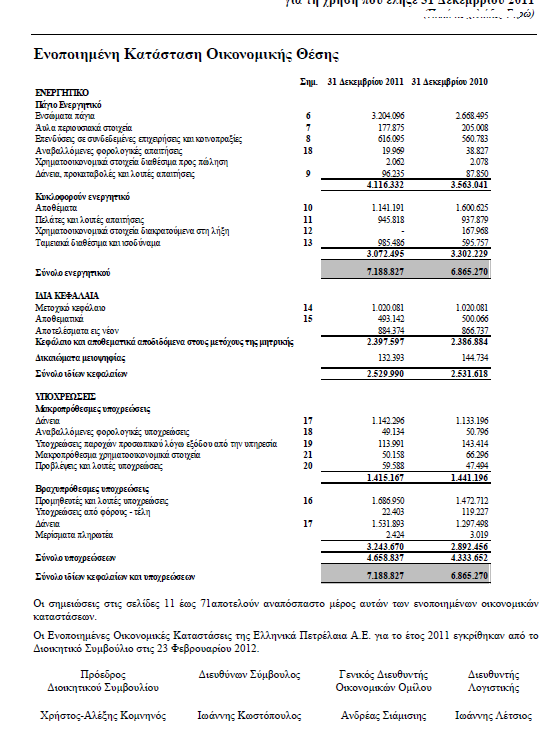 για τη χρήση που έληξε 31 Δεκεμβρίου 2011
Ενοποιημένη Κατάσταση Οικονομικής Θέσης
Σημ. 31 Δεκεμβρίου 2011 31 Δεκεμβρίου 2010
ΕΝΕΡΓΗΤΙΚΟ
Πάγιο Ενεργητικό
Ενσώματα πάγια 6 3.204.096 2.668.495
Άυλα περιουσιακά στοιχεία 7 177.875 205.008
Επενδύσεις σε συνδεδεμένες επιχειρήσεις και κοινοπραξίες 8 616.095 560.783
Αναβαλλόμενες φορολογικές απαιτήσεις 18 19.969 38.827
Χρηματοοικονομικά στοιχεία διαθέσιμα προς πώληση 2.062 2.078
Δάνεια, προκαταβολές και λοιπές απαιτήσεις 9 96.235 87.850
4.116.332 3.563.041
Κυκλοφορούν ενεργητικό
Αποθέματα 10 1.141.191 1.600.625
Πελάτες και λοιπές απαιτήσεις 11 945.818 937.879
Χρηματοοικονομικά στοιχεία διακρατούμενα στη λήξη 12 - 167.968
Ταμειακά διαθέσιμα και ισοδύναμα 13 985.486 595.757
3.072.495 3.302.229
Σύνολο ενεργητικού 7.188.827 6.865.270
ΙΔΙΑ ΚΕΦΑΛΑΙΑ
Μετοχικό κεφάλαιο 14 1.020.081 1.020.081
Αποθεματικά 15 493.142 500.066
Αποτελέσματα εις νέον 884.374 866.737
Κεφάλαιο και αποθεματικά αποδιδόμενα στους μετόχους της μητρικής 2.397.597 2.386.884
Δικαιώματα μειοψηφίας 132.393 144.734
Σύνολο ιδίων κεφαλαίων 2.529.990 2.531.618
ΥΠΟΧΡΕΩΣΕΙΣ
Μακροπρόθεσμες υποχρεώσεις
Δάνεια 17 1.142.296 1.133.196
Αναβαλλόμενες φορολογικές υποχρεώσεις 18 49.134 50.796
Υποχρεώσεις παροχών προσωπικού λόγω εξόδου από την υπηρεσία 19 113.991 143.414
Μακροπρόθεσμα χρηματοοικονομικά στοιχεία 21 50.158 66.296
Προβλέψεις και λοιπές υποχρεώσεις 20 59.588 47.494
1.415.167 1.441.196
Βραχυπρόθεσμες υποχρεώσεις
Προμηθευτές και λοιπές υποχρεώσεις 16 1.686.950 1.472.712
Υποχρεώσεις από φόρους - τέλη 22.403 119.227
Δάνεια 17 1.531.893 1.297.498
Μερίσματα πληρωτέα 2.424 3.019
3.243.670 2.892.456
Σύνολο υποχρεώσεων 4.658.837 4.333.652
Σύνολο ιδίων κεφαλαίων και υποχρεώσεων 7.188.827 6.865.270
Οι σημειώσεις στις σελίδες 11 έως 71αποτελούν αναπόσπαστο μέρος αυτών των ενοποιημένων οικονομικών
καταστάσεων.
Οι Ενοποιημένες Οικονομικές Καταστάσεις της Ελληνικά Πετρέλαια Α.Ε. για το έτος 2011 εγκρίθηκαν από το
Διοικητικό Συμβούλιο στις 23 Φεβρουαρίου 2012.
Πρόεδρος Διευθύνων Σύμβουλος Γενικός Διευθυντής Διευθυντής
Διοικητικού Συμβουλίου Οικονομικών Ομίλου Λογιστικής
Χρήστος-Αλέξης Κομνηνός Ιωάννης Κωστόπουλος Ανδρέας Σιάμισιης Ιωάννης Λέτσιος